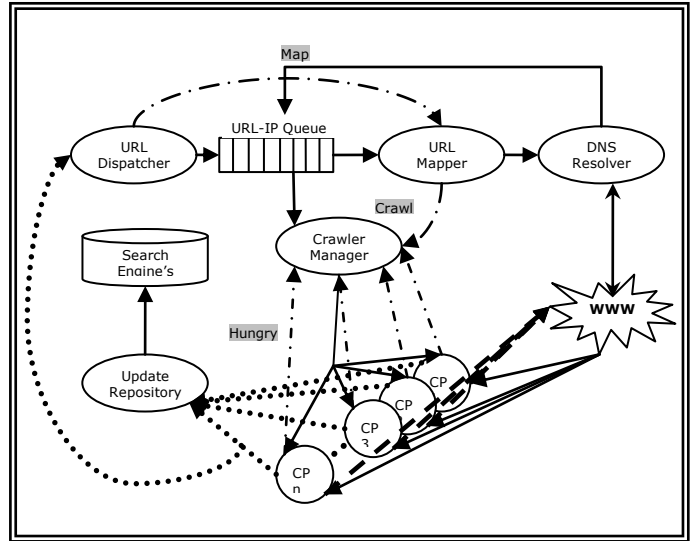 Map
URL-IP Queue
URL
Dispatcher
URL
Mapper
DNS
Resolver
Crawl
Crawler
Manager
Search
Engine's
WWW
Hungry
Update
Repository
CP
CP
CP
3
CP
n